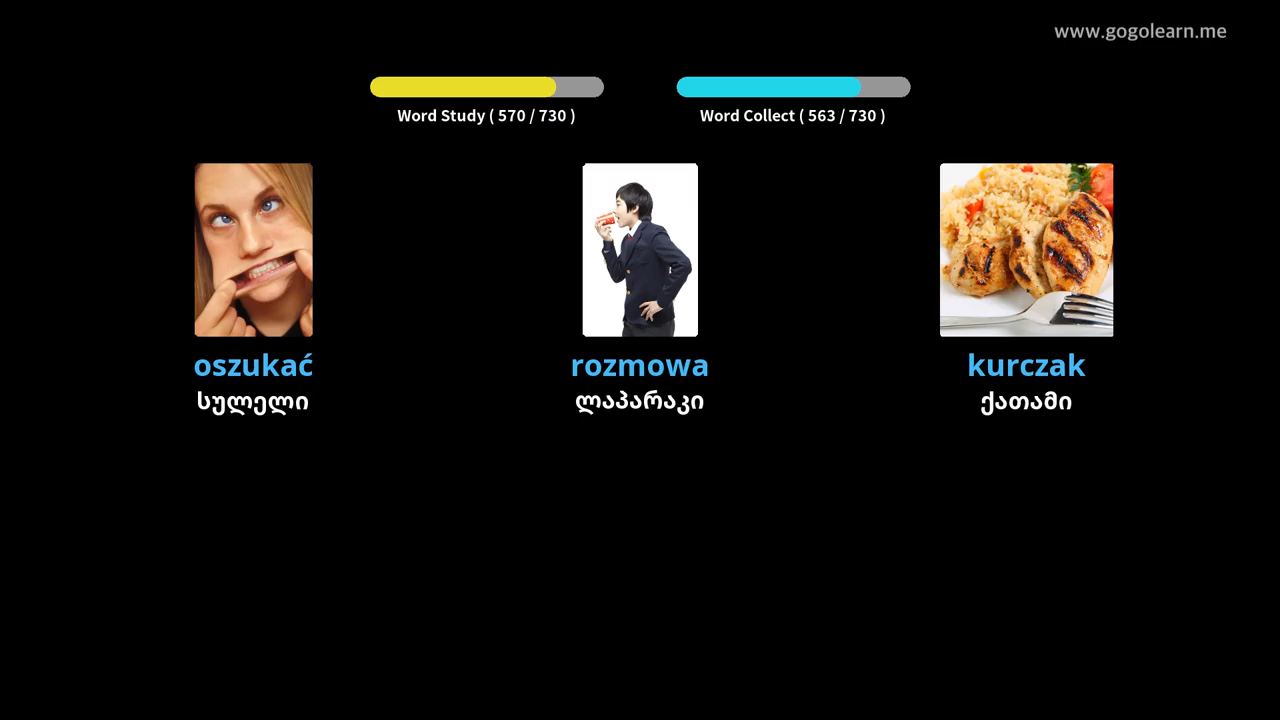 www.gogolearn.me
Word Study ( 570 / 730 )
Word Collect ( 563 / 730 )
oszukać
rozmowa
kurczak
სულელი
ლაპარაკი
ქათამი